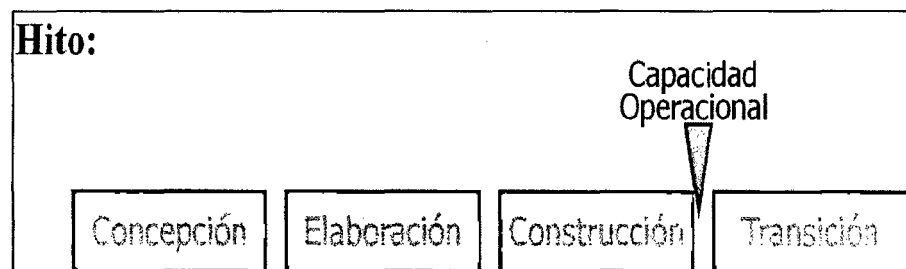 Hito:
Capacidad
Operacional
Concepción Elaboración Construcción Transición